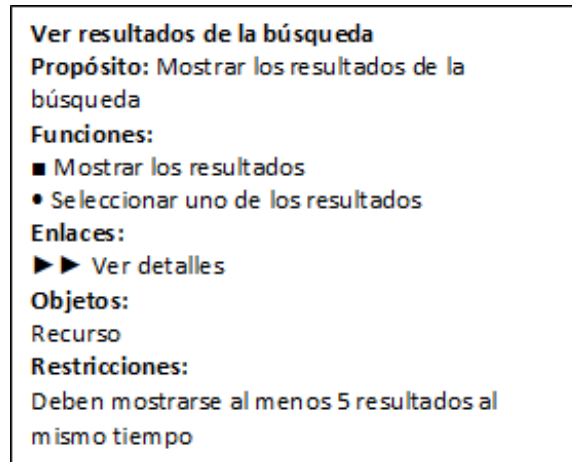 Ver resultados de la búsqueda
Propósito: Mostrar los resultados de la
búsqueda
Funciones:
■ Mostrar los resultados
● Seleccionar uno de los resultados
Enlaces:
►► Ver detalles
Objetos:
Recurso
Restricciones:
Deben mostrarse al menos 5 resultados al
mismo tiempo